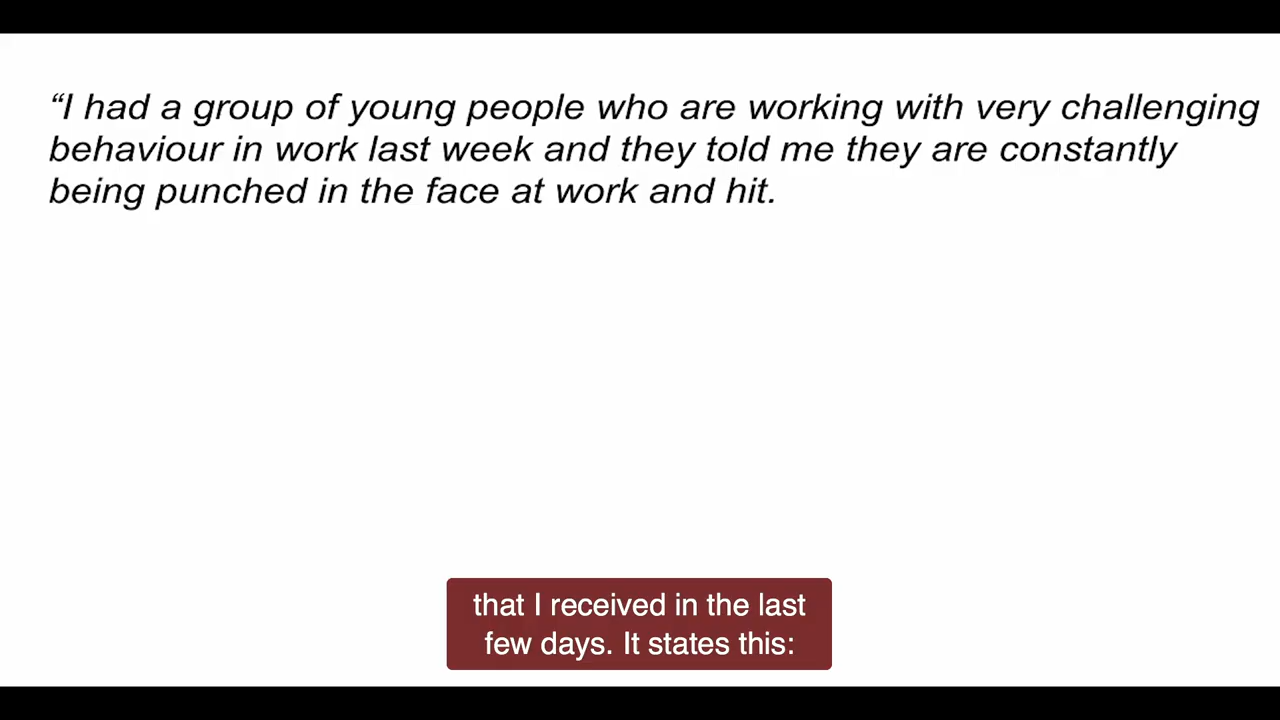 “I had a group of young people who are working with very challenging
behaviour in work last week and they told me they are constantly
being punched in the face at work and hit.
that I received in the last
few days. It states this: